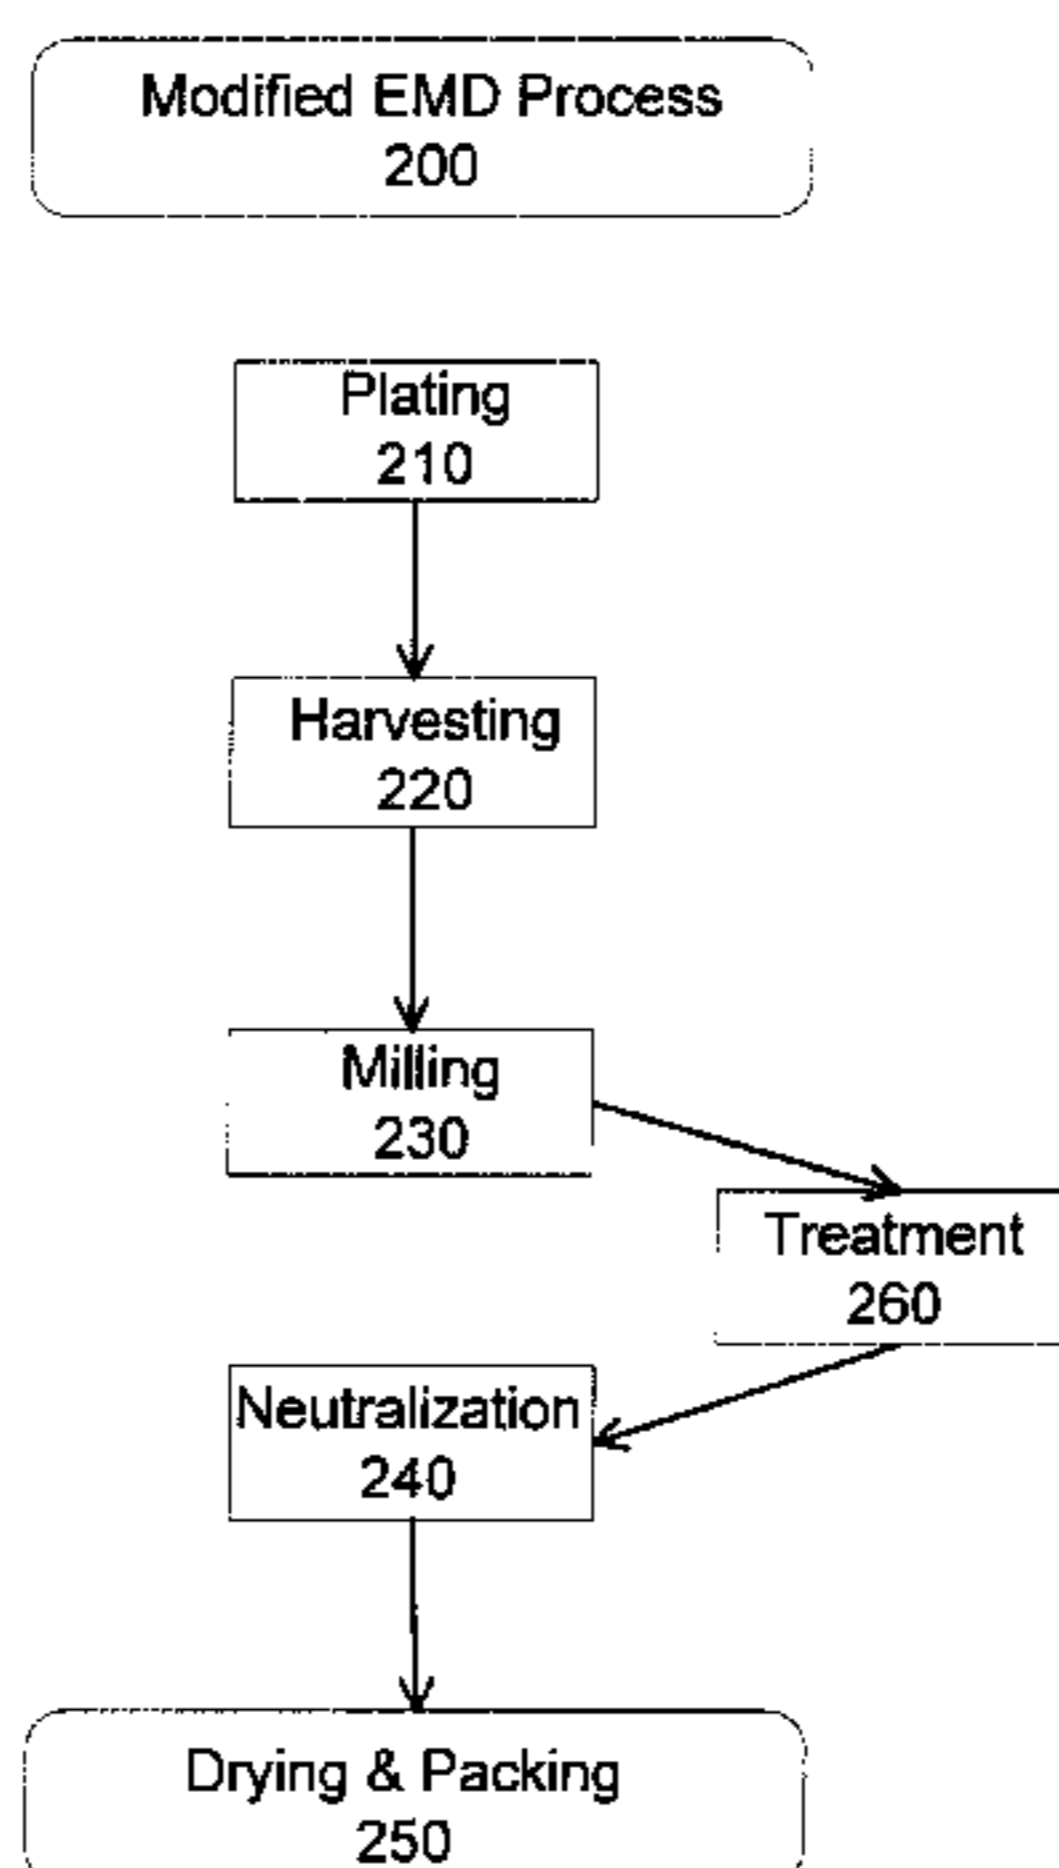 Modified EMD Process
200
Plating
210
Harvesting
220
Milling
230
Treatment
260
Neutralization
240
Drying & Packing
250